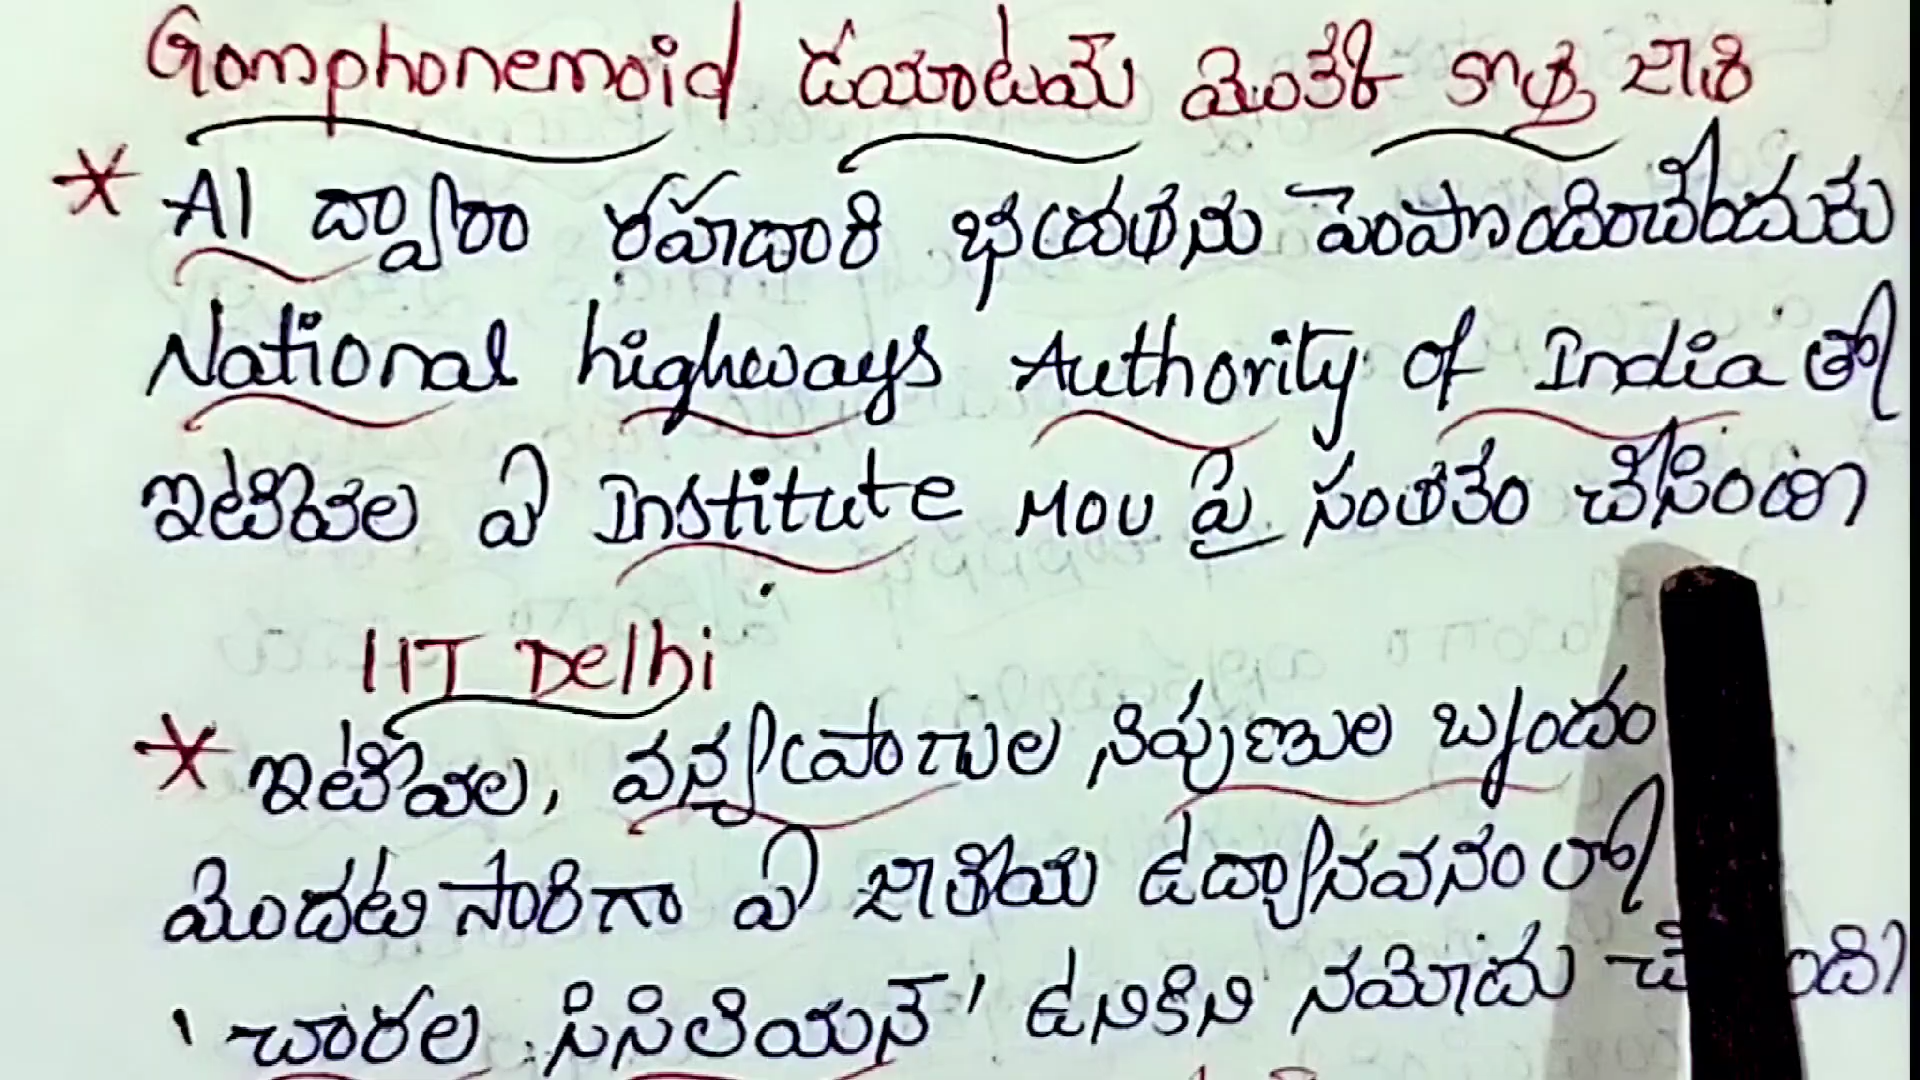 Gomphonemoid డయాటమ్ యొక్క కొత్త జాతి
* AI ద్వారా రహదారి భద్రతను పెంపొందించేందుకు
National highways Authority of India తో
ఇటీవల ఏ Institute MOU పై సంతకం చేసింది
IIT Delhi
* ఇటీవల, వన్యప్రాణుల నిపుణుల బృందం
మొదటి సారిగా ఏ జాతీయ ఉద్యానవనం లో
'చారల సిసిలియన్' ఉనికిని నమోదు